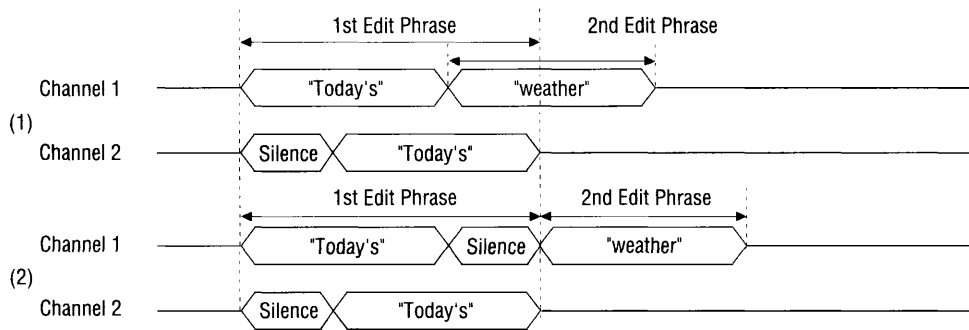 1st Edit Phrase 2nd Edit Phrase
Channel 1 "Today's" "weather"
(1)
Channel 2 Silence "Today's"
1st Edit Phrase 2nd Edit Phrase
Channel 1 "Today's" Silence "weather"
(2)
Channel 2 Silence "Today's"